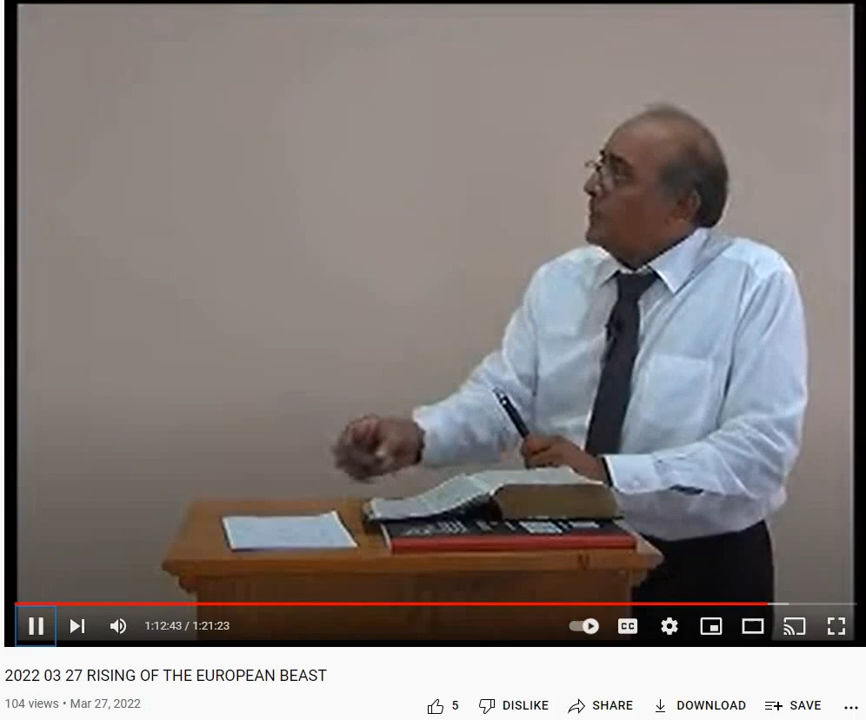 1:12:43 / 1:21:23
CC
2022 03 27 RISING OF THE EUROPEAN BEAST
104 views • Mar 27, 2022
5 DISLIKE SHARE DOWNLOAD SAVE